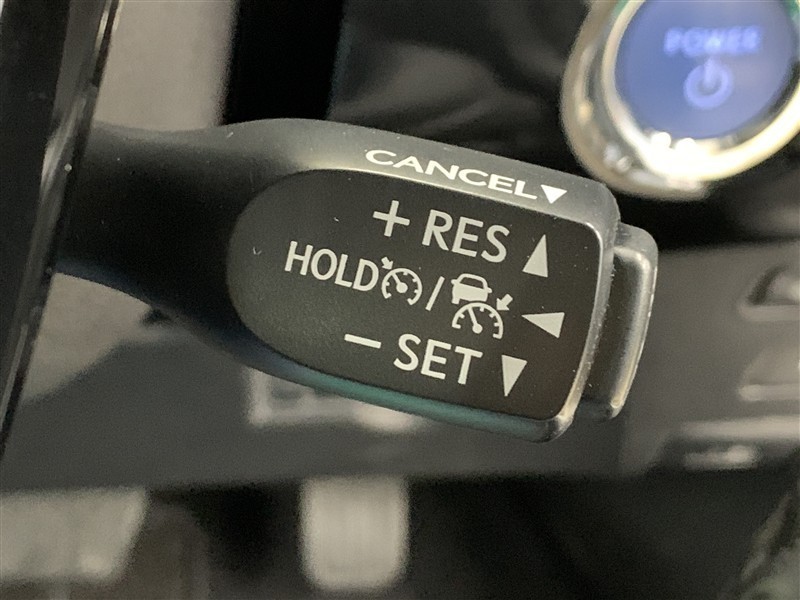 POWER
CANCEL
+ RES
HOLD /
− SET